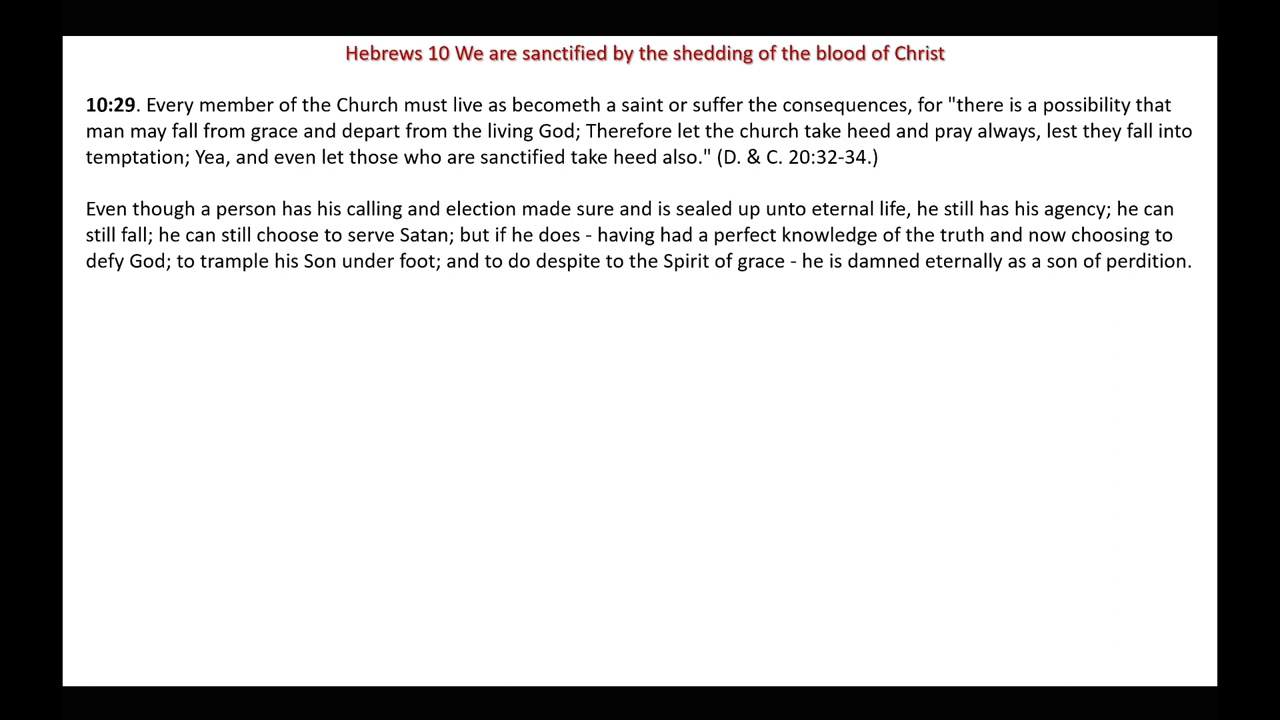 Hebrews 10 We are sanctified by the shedding of the blood of Christ
10:29. Every member of the Church must live as becometh a saint or suffer the consequences, for "there is a possibility that
man may fall from grace and depart from the living God; Therefore let the church take heed and pray always, lest they fall into
temptation; Yea, and even let those who are sanctified take heed also." (D. & C. 20:32-34.)
Even though a person has his calling and election made sure and is sealed up unto eternal life, he still has his agency; he can
still fall; he can still choose to serve Satan; but if he does - having had a perfect knowledge of the truth and now choosing to
defy God; to trample his Son under foot; and to do despite to the Spirit of grace - he is damned eternally as a son of perdition.